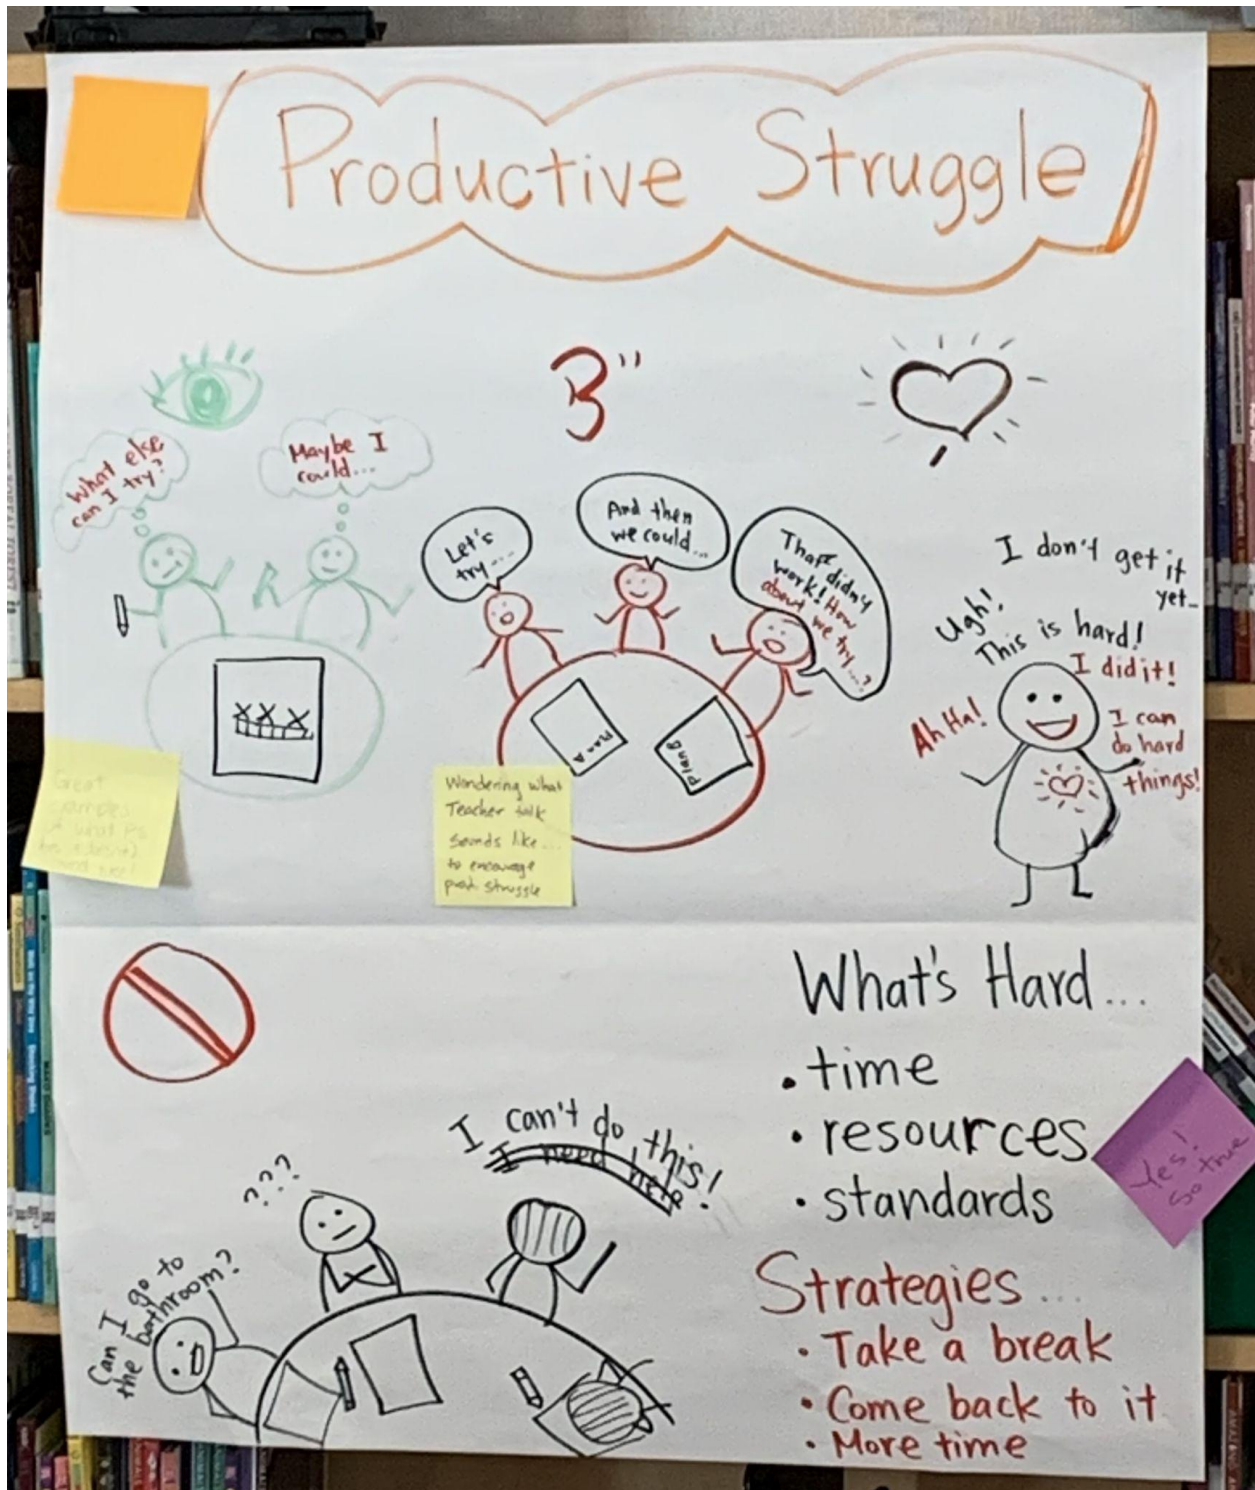 Productive Struggle
What else
can I try?
Maybe I
could...
Let's
try...
And then
we could...
That didn't
work! How
about
we try...?
Plan A
Plan B
I don't get it
yet...
Ugh!
This is hard!
I did it!
Ah Ha!
I can
do hard
things!
Great
examples
of what
Wondering what
Teacher talk
sounds like...
to encourage
prod. struggle
What's Hard...
• time
• resources
• standards
Yes!
So true
Strategies...
• Take a break
• Come back to it
• More time
I can't do this!
I need help
???
Can I go to
the bathroom?